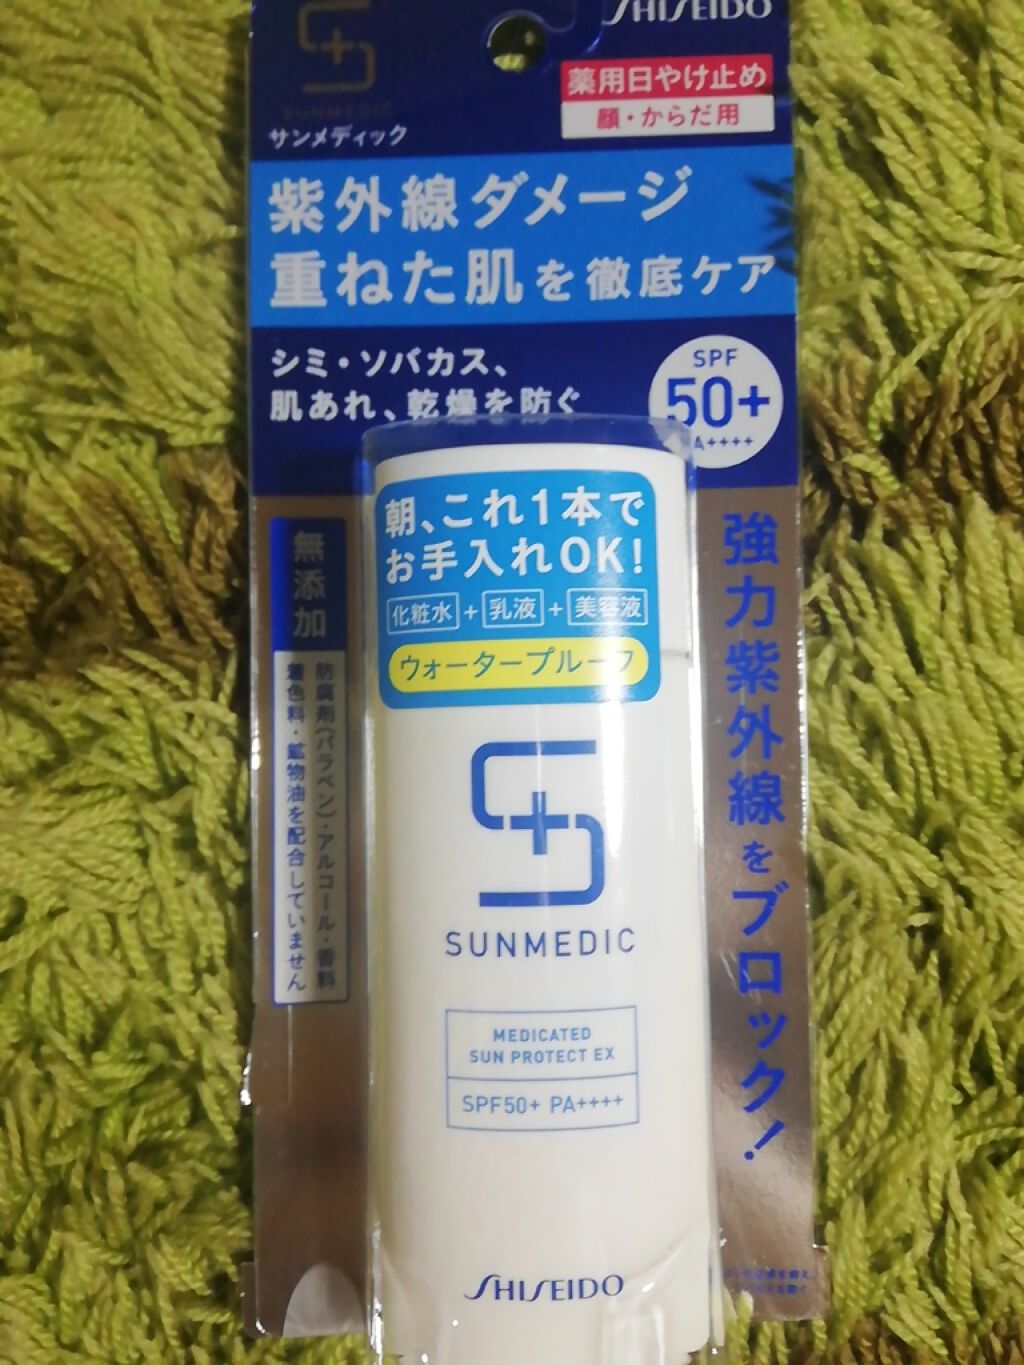 SHISEIDO
サンメディック
薬用日やけ止め
顔・からだ用
紫外線ダメージ
重ねた肌を徹底ケア
シミ・ソバカス、
肌あれ、乾燥を防ぐ
SPF
50+
PA++++
朝、これ1本で
お手入れOK!
化粧水+乳液+美容液
ウォータープルーフ
無添加
防腐剤(パラベン)・アルコール・香料
着色料・鉱物油を配合していません
強力紫外線をブロック!
SUNMEDIC
MEDICATED
SUN PROTECT EX
SPF50+ PA++++
SHISEIDO